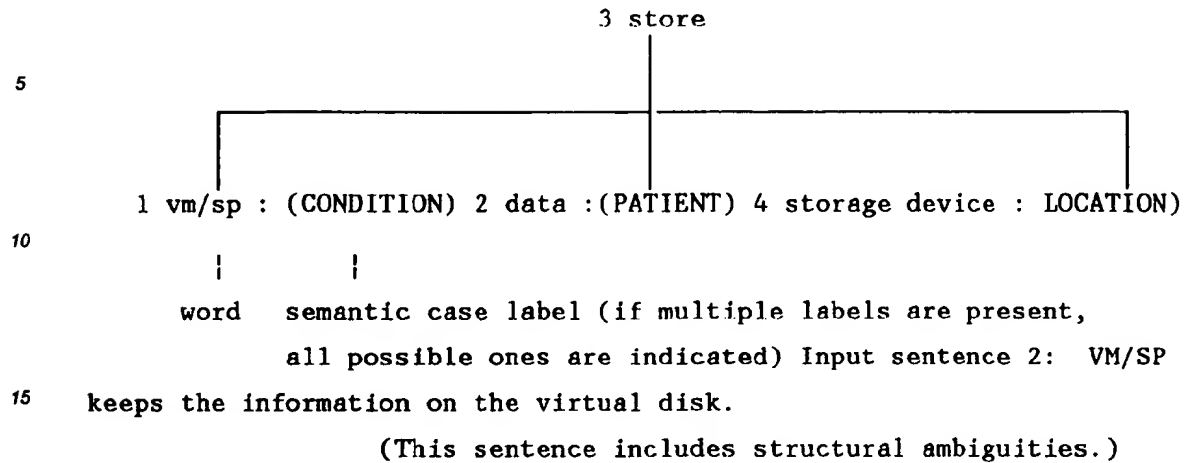 3 store
5
1 vm/sp : (CONDITION) 2 data :(PATIENT) 4 storage device : LOCATION)
10
word semantic case label (if multiple labels are present,
all possible ones are indicated) Input sentence 2: VM/SP
15 keeps the information on the virtual disk.
(This sentence includes structural ambiguities.)